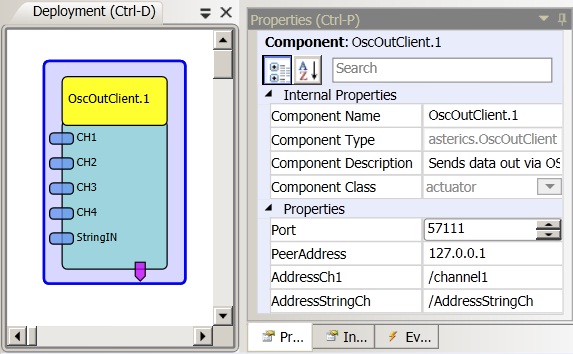 Deployment (Ctrl-D)
OscOutClient.1
CH1
CH2
CH3
CH4
StringIN
Properties (Ctrl-P)
Component: OscOutClient.1
A
Z
Search
Internal Properties
Component Name OscOutClient.1
Component Type asterics.OscOutClient
Component Description Sends data out via OS
Component Class actuator
Properties
Port 57111
PeerAddress 127.0.0.1
AddressCh1 /channel1
AddressStringCh /AddressStringCh
Pr... In... Ev...